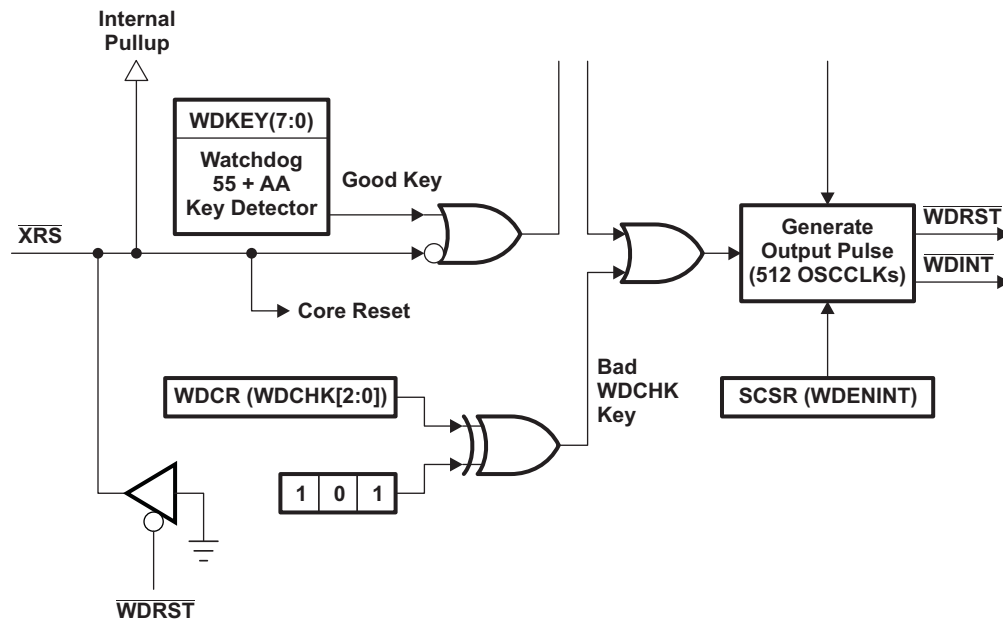 Internal
Pullup
WDKEY(7:0)
Watchdog
55 + AA
Key Detector
Good Key
XRS
Core Reset
Generate
Output Pulse
(512 OSCCLKs)
WDRST
WDINT
WDCR (WDCHK[2:0])
Bad
WDCHK
Key
SCSR (WDENINT)
1 0 1
WDRST